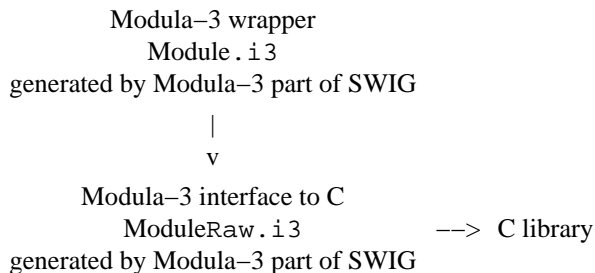 Modula−3 wrapper
Module.i3
generated by Modula−3 part of SWIG
|
v
Modula−3 interface to C
ModuleRaw.i3 −−> C library
generated by Modula−3 part of SWIG